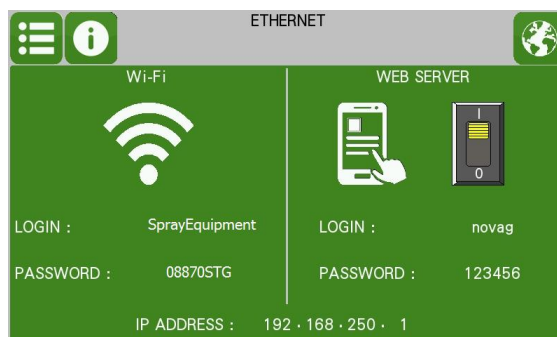 ETHERNET
Wi-Fi
LOGIN : SprayEquipment
PASSWORD : 08870STG
WEB SERVER
I
0
LOGIN : novag
PASSWORD : 123456
IP ADDRESS : 192 · 168 · 250 · 1